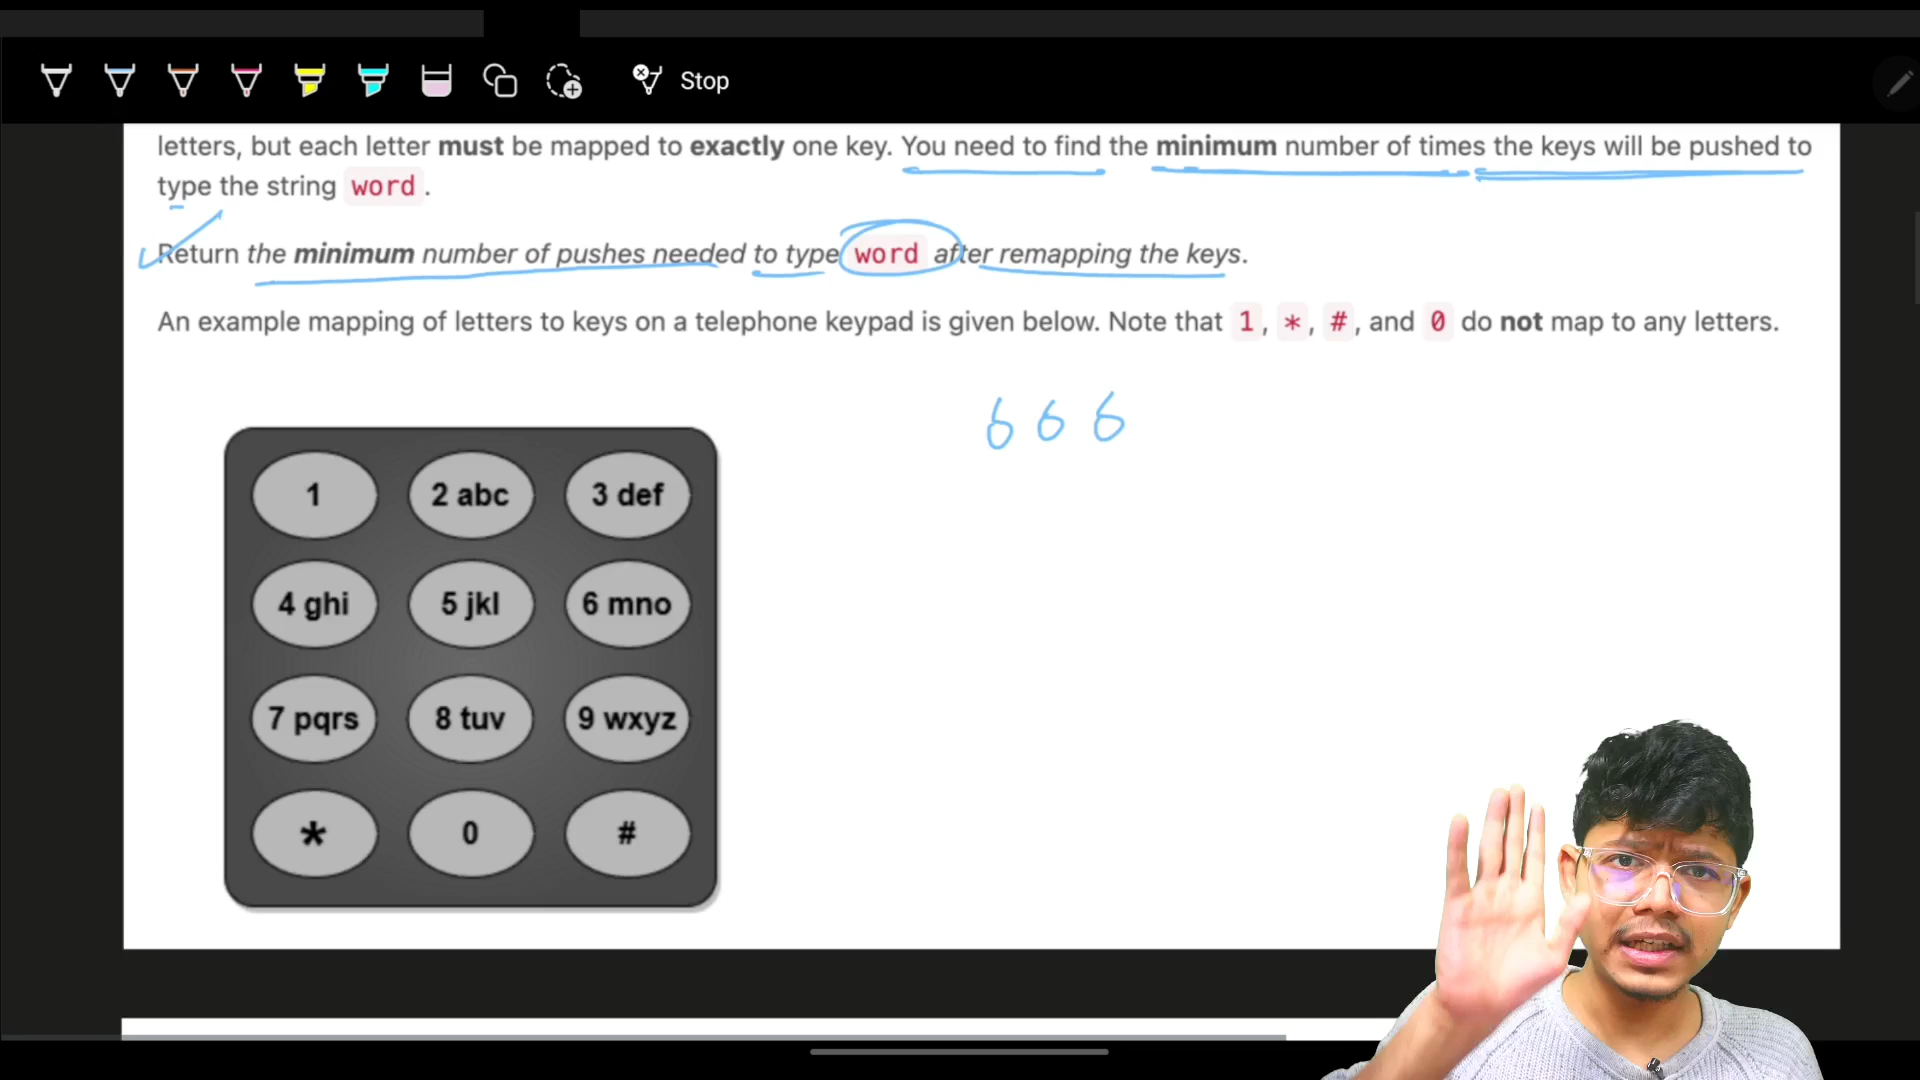 Stop
letters, but each letter must be mapped to exactly one key. You need to find the minimum number of times the keys will be pushed to
type the string word .
Return the minimum number of pushes needed to type word after remapping the keys.
An example mapping of letters to keys on a telephone keypad is given below. Note that 1 , * , # , and 0 do not map to any letters.
6 6 6
1 2 abc 3 def
4 ghi 5 jkl 6 mno
7 pqrs 8 tuv 9 wxyz
* 0 #